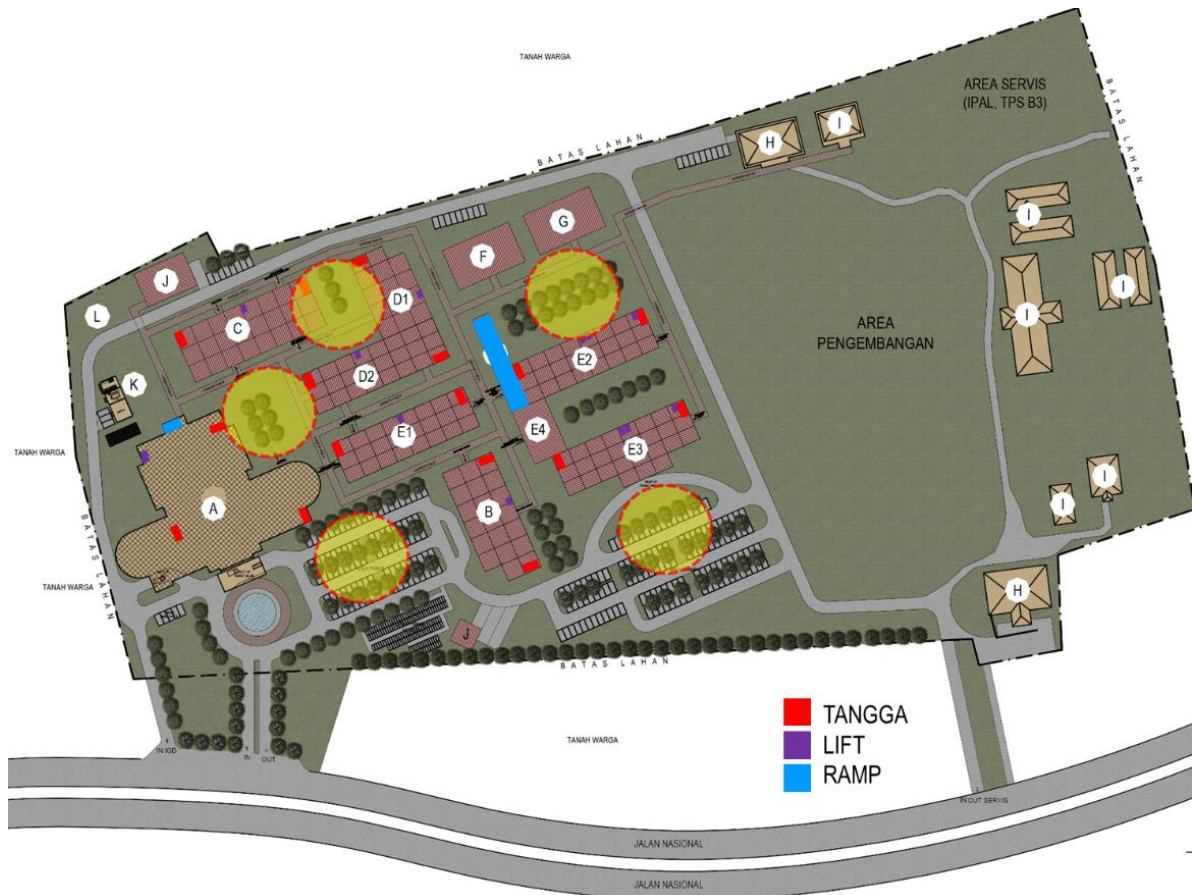 TANAH WARGA
AREA SERVIS
(IPAL, TPS B3)
BATAS LAHAN
BATAS LAHAN
I
H
G
F
I
J
D1
L
C
I
I
AREA
PENGEMBANGAN
E2
D2
K
E1
E4
E3
TANAH WARGA
I
I
A
B
BATAS LAHAN
TANAH WARGA
H
J
BATAS LAHAN
TANGGA
LIFT
RAMP
TANAH WARGA
IN IGD
IN
OUT
IN OUT SERVIS
JALAN NASIONAL
JALAN NASIONAL